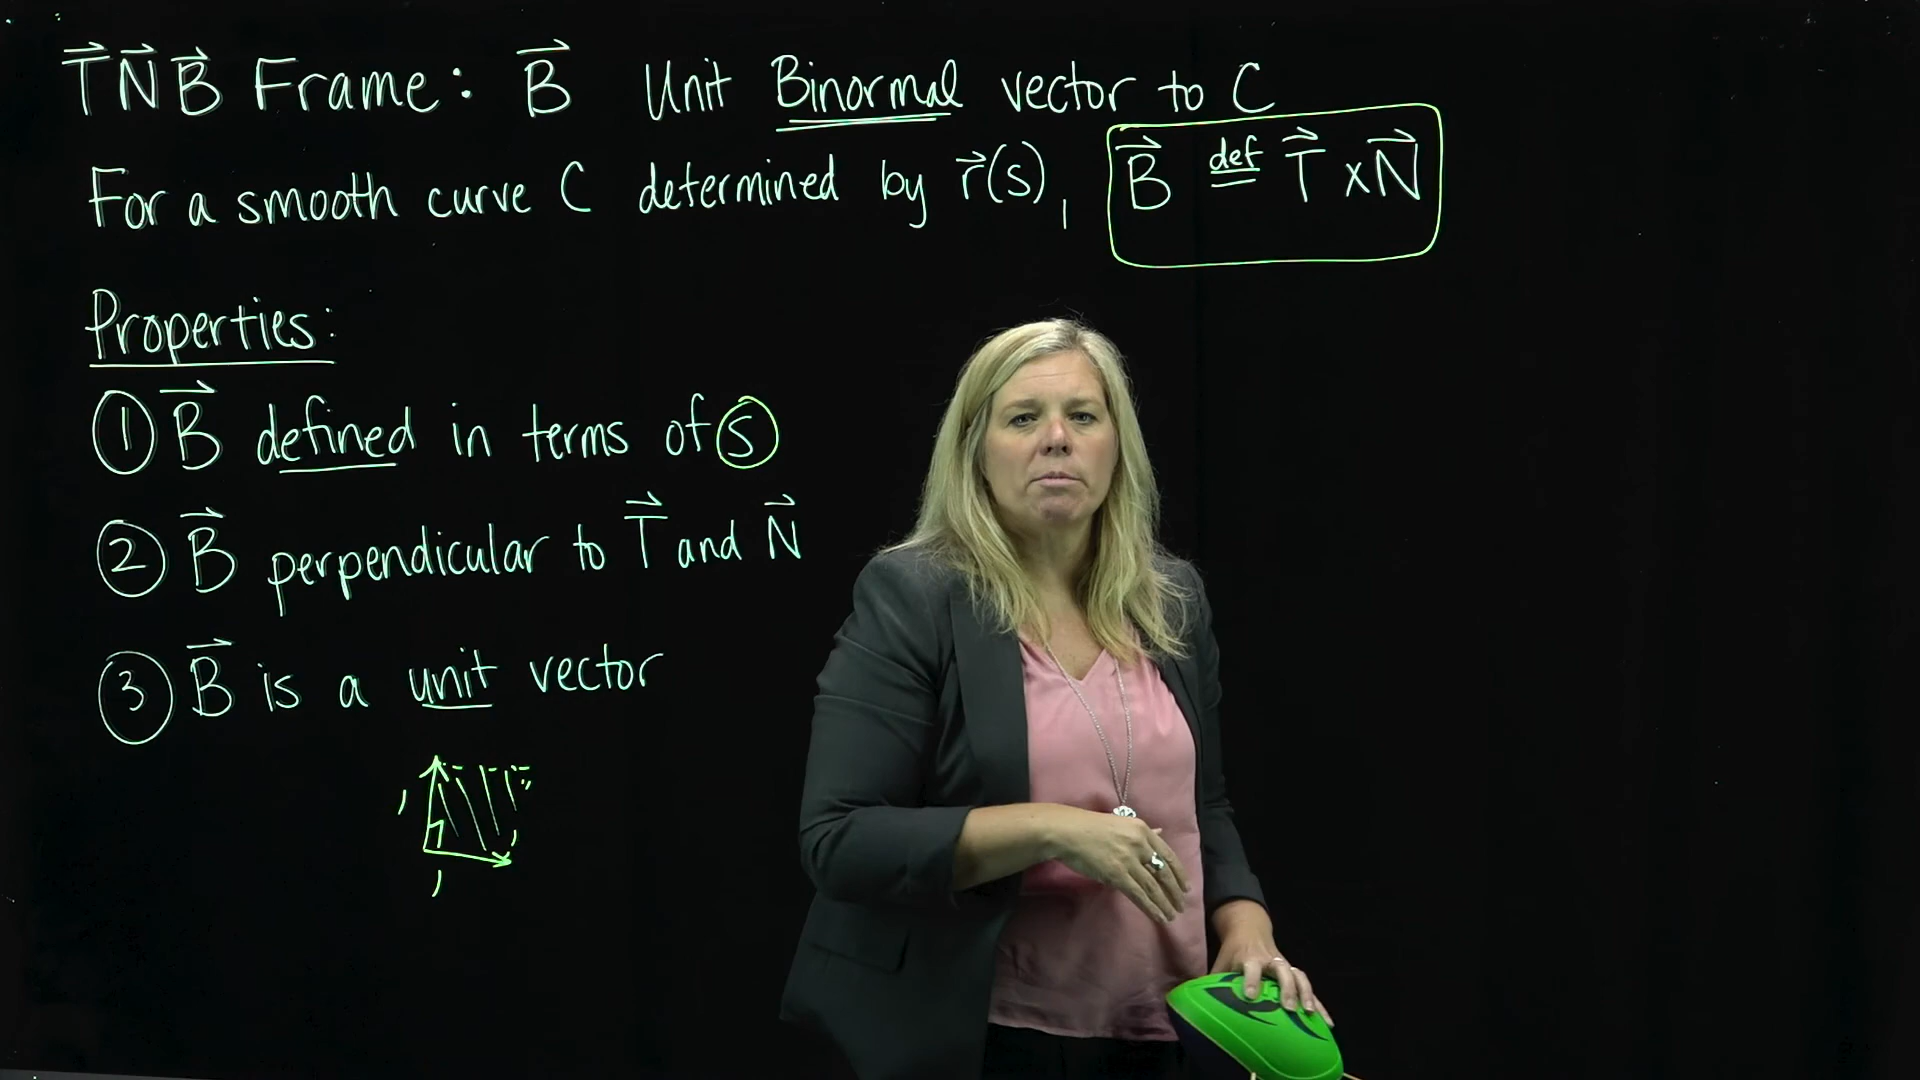 T⃗ N⃗ B⃗ Frame: B⃗ Unit Binormal vector to C
For a smooth curve C determined by r⃗(s), B⃗ def= T⃗ × N⃗
Properties:
① B⃗ defined in terms of s
② B⃗ perpendicular to T⃗ and N⃗
③ B⃗ is a unit vector